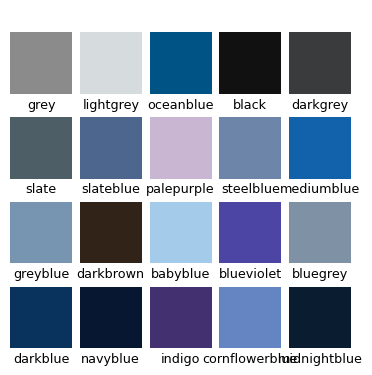 grey lightgrey oceanblue black darkgrey
slate slateblue palepurple steelblue mediumblue
greyblue darkbrown babyblue blueviolet bluegrey
darkblue navyblue indigo cornflowerblue midnightblue